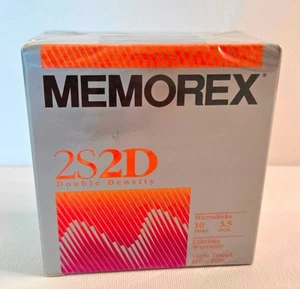 MEMOREX®
2S2D
Double Density
Microdisks
10 3.5
Lifetime
Warranty